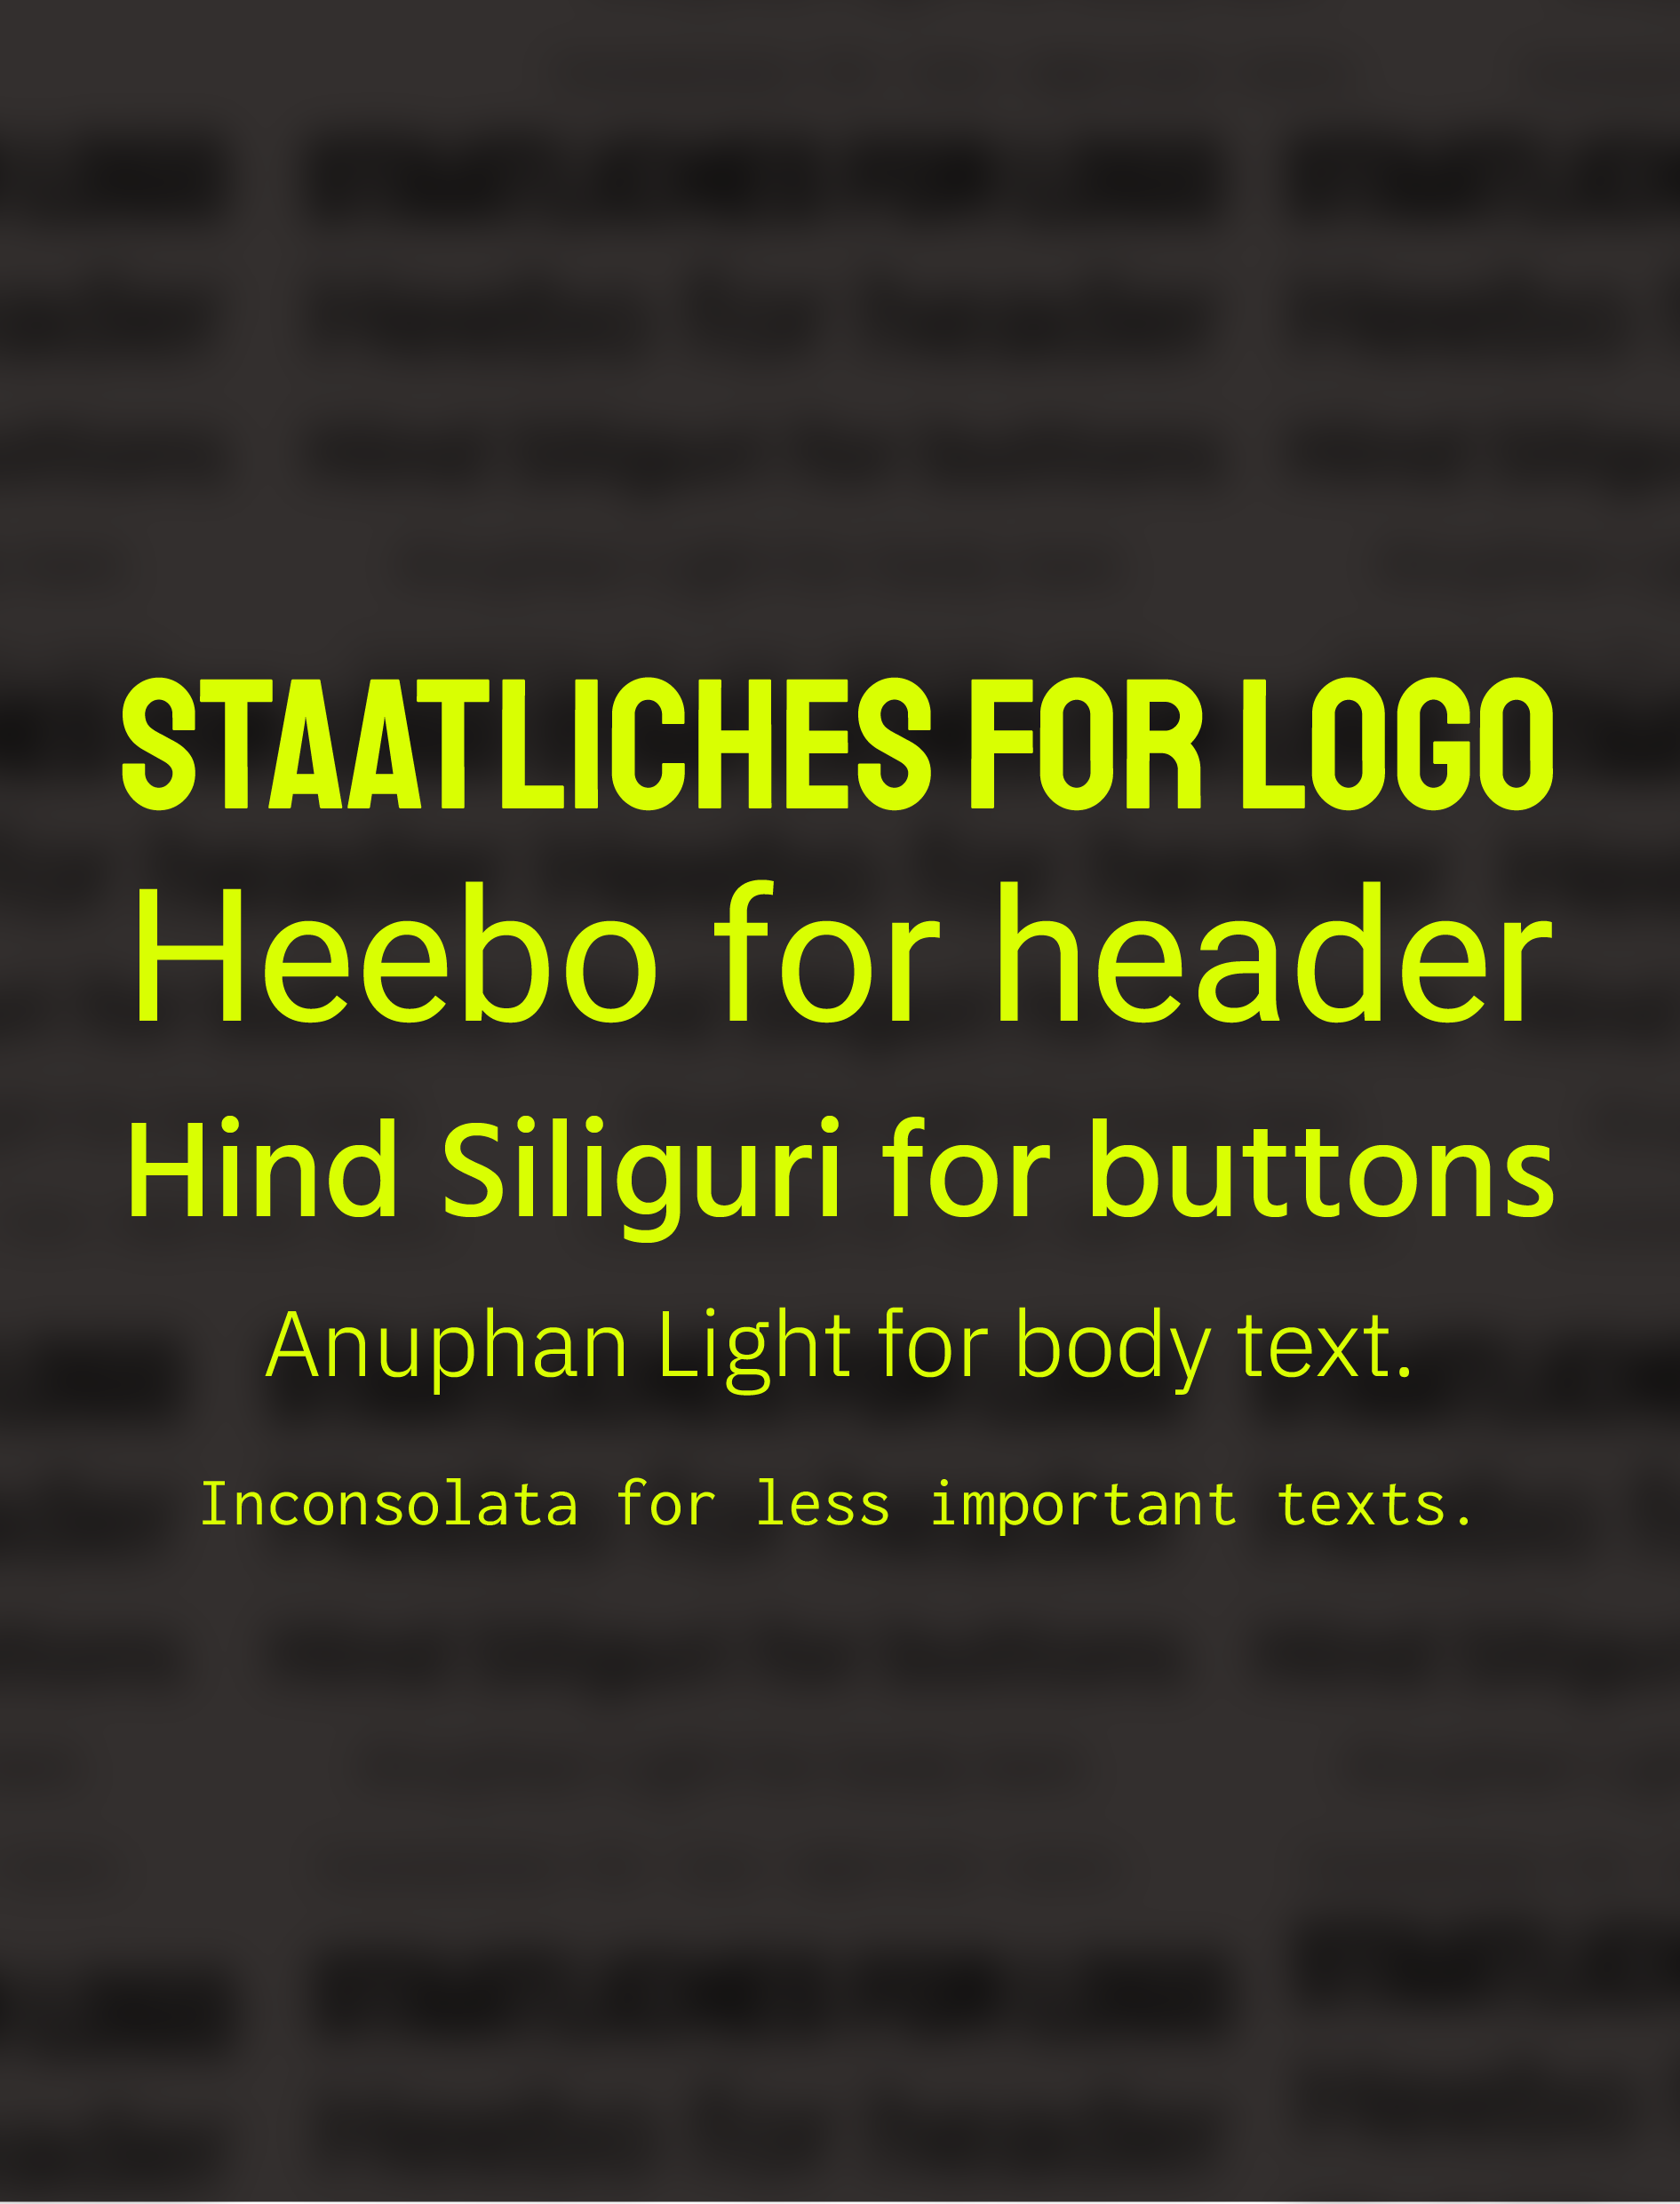 STAATLICHES FOR LOGO
Heebo for header
Hind Siliguri for buttons
Anuphan Light for body text.
Inconsolata for less important texts.